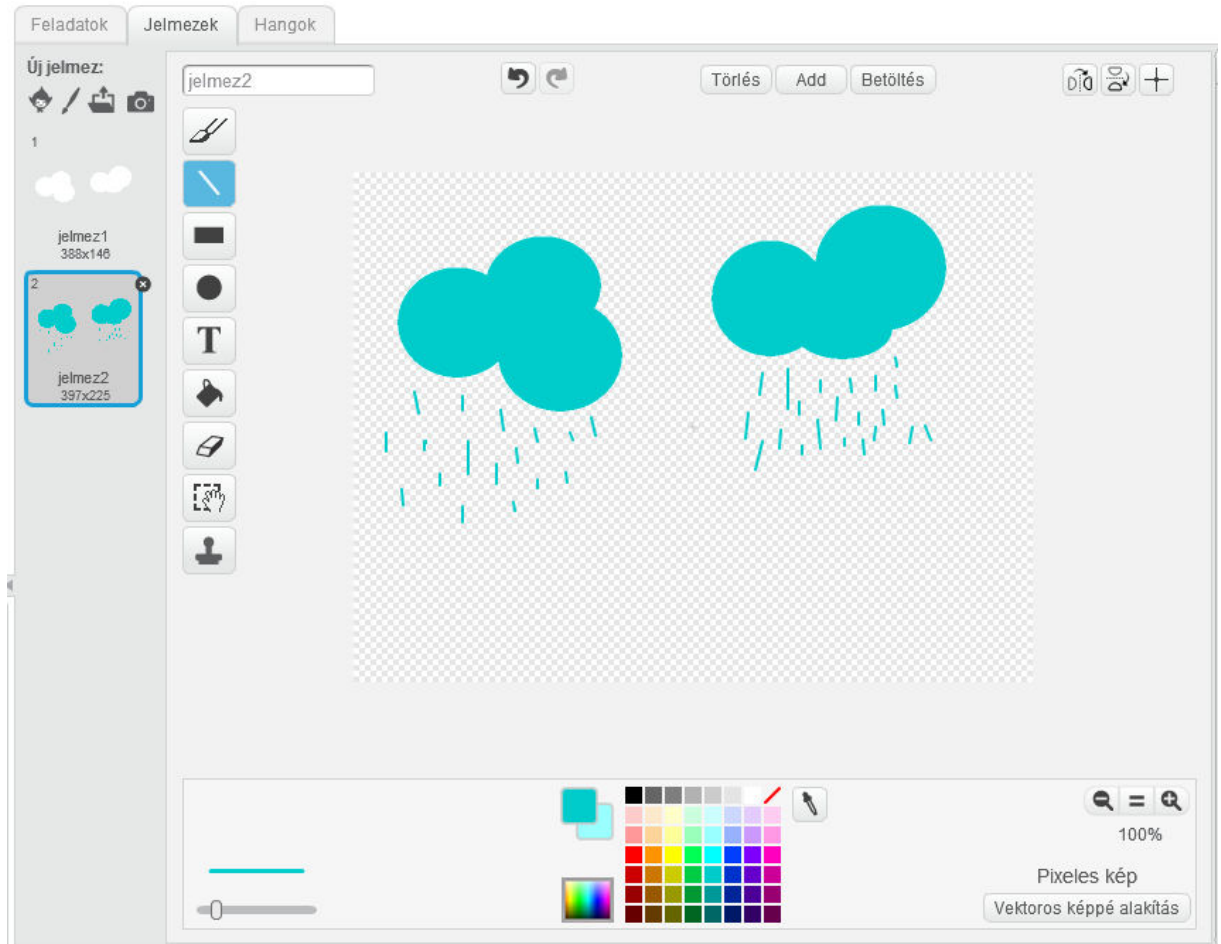 Feladatok Jelmezek Hangok
Új jelmez:
jelmez2
Törlés Add Betöltés
1
jelmez1
388x146
2
jelmez2
397x225
T
100%
Pixeles kép
Vektoros képpé alakítás